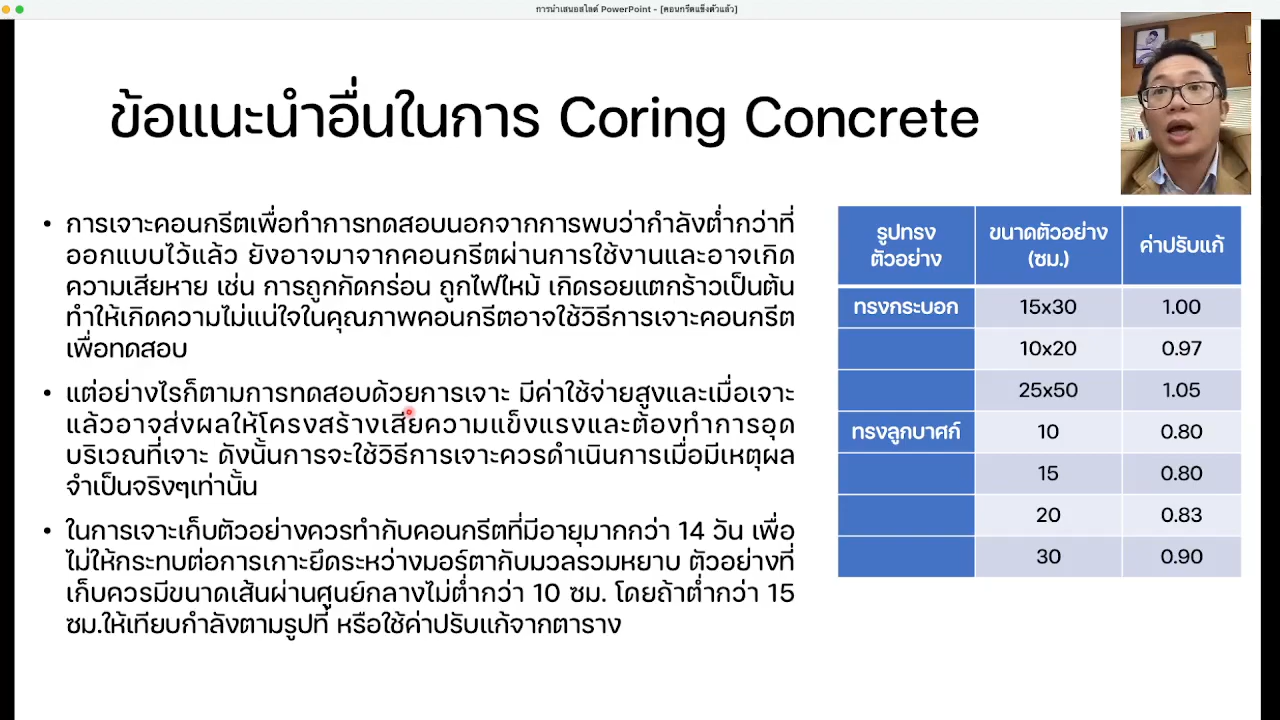 การนำเสนอสไลด์ PowerPoint - [คอนกรีตแข็งตัวแล้ว]
ข้อแนะนำอื่นในการ Coring Concrete
• การเจาะคอนกรีตเพื่อทำการทดสอบนอกจากการพบว่ากำลังต่ำกว่าที่
ออกแบบไว้แล้ว ยังอาจมาจากคอนกรีตผ่านการใช้งานและอาจเกิด
ความเสียหาย เช่น การถูกกัดกร่อน ถูกไฟไหม้ เกิดรอยแตกร้าวเป็นต้น
ทำให้เกิดความไม่แน่ใจในคุณภาพคอนกรีตอาจใช้วิธีการเจาะคอนกรีต
เพื่อทดสอบ
• แต่อย่างไรก็ตามการทดสอบด้วยการเจาะ มีค่าใช้จ่ายสูงและเมื่อเจาะ
แล้วอาจส่งผลให้โครงสร้างเสียความแข็งแรงและต้องทำการอุด
บริเวณที่เจาะ ดังนั้นการจะใช้วิธีการเจาะควรดำเนินการเมื่อมีเหตุผล
จำเป็นจริงๆเท่านั้น
• ในการเจาะเก็บตัวอย่างควรทำกับคอนกรีตที่มีอายุมากกว่า 14 วัน เพื่อ
ไม่ให้กระทบต่อการเกาะยึดระหว่างมอร์ตากับมวลรวมหยาบ ตัวอย่างที่
เก็บควรมีขนาดเส้นผ่านศูนย์กลางไม่ต่ำกว่า 10 ซม. โดยถ้าต่ำกว่า 15
ซม.ให้เทียบกำลังตามรูปที่ หรือใช้ค่าปรับแก้จากตาราง
รูปทรง ตัวอย่าง ขนาดตัวอย่าง (ซม.) ค่าปรับแก้
ทรงกระบอก 15x30 1.00
10x20 0.97
25x50 1.05
ทรงลูกบาศก์ 10 0.80
15 0.80
20 0.83
30 0.90